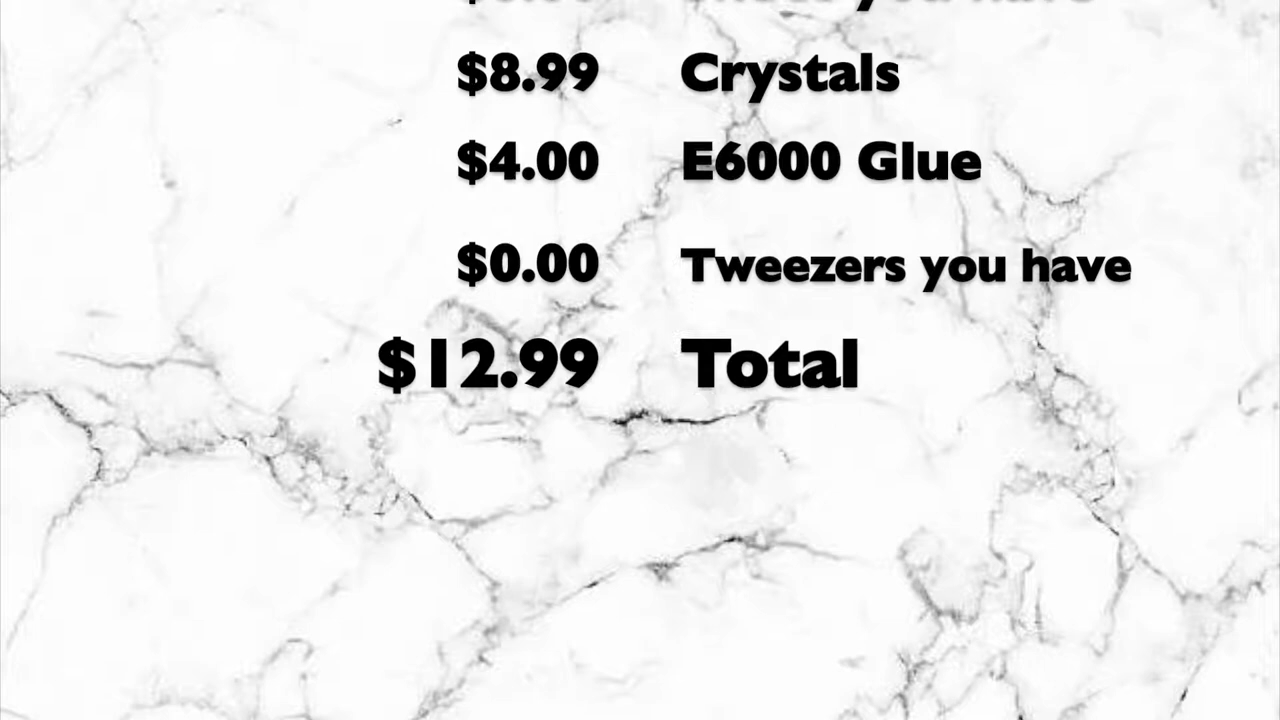 $8.99 Crystals
$4.00 E6000 Glue
$0.00 Tweezers you have
$12.99 Total